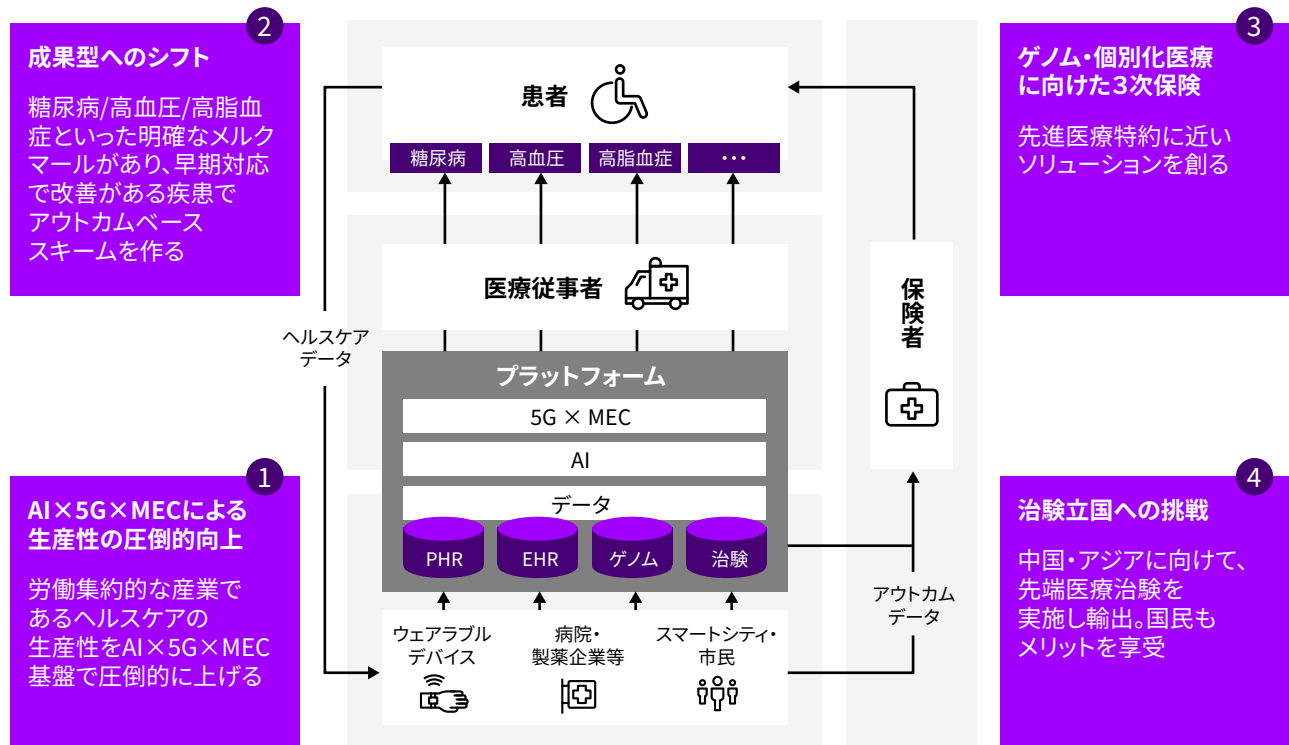 2
成果型へのシフト
糖尿病/高血圧/高脂血
症といった明確なメルク
マールがあり、早期対応
で改善がある疾患で
アウトカムベース
スキームを作る
1
AI×5G×MECによる
生産性の圧倒的向上
労働集約的な産業で
あるヘルスケアの
生産性をAI×5G×MEC
基盤で圧倒的に上げる
ヘルスケア
データ
患者
糖尿病
高血圧
高脂血症
・・・
医療従事者
プラットフォーム
5G × MEC
AI
データ
PHR
EHR
ゲノム
治験
ウェアラブル
デバイス
病院・
製薬企業等
スマートシティ・
市民
保険者
アウトカム
データ
3
ゲノム・個別化医療
に向けた３次保険
先進医療特約に近い
ソリューションを創る
4
治験立国への挑戦
中国・アジアに向けて、
先端医療治験を
実施し輸出。国民も
メリットを享受